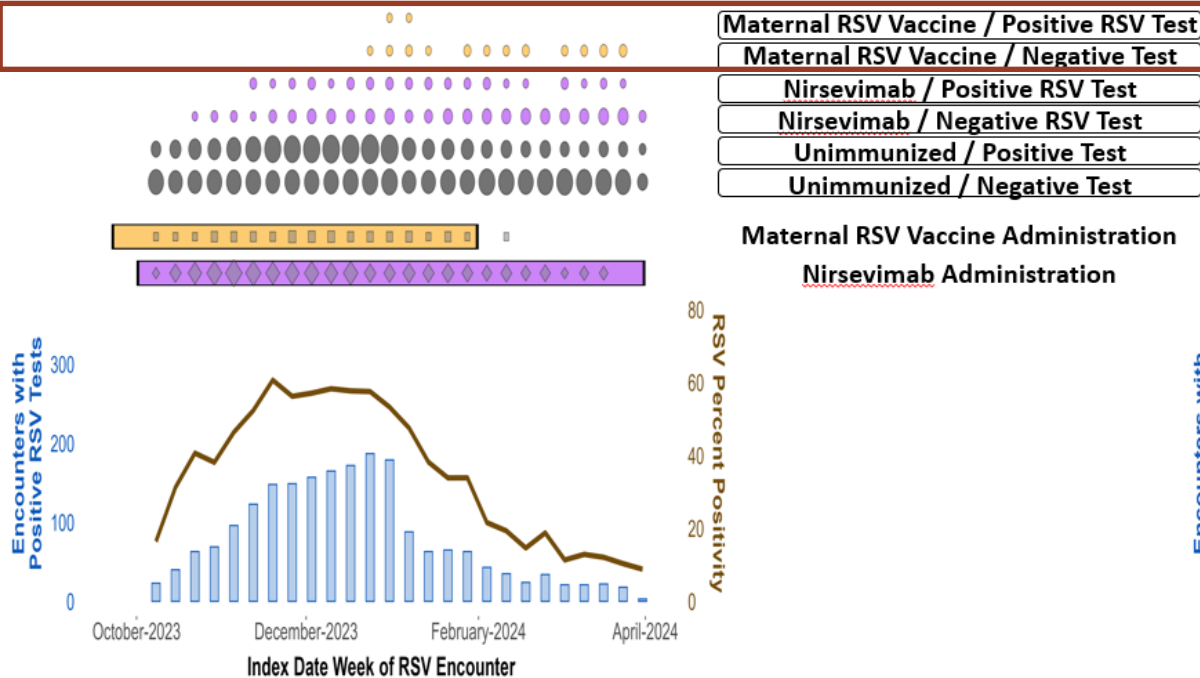 Maternal RSV Vaccine / Positive RSV Test
Maternal RSV Vaccine / Negative Test
Nirsevimab / Positive RSV Test
Nirsevimab / Negative RSV Test
Unimmunized / Positive Test
Unimmunized / Negative Test
Maternal RSV Vaccine Administration
Nirsevimab Administration
Encounters with
Positive RSV Tests
300
200
100
0
80
60
40
20
0
RSV Percent Positivity
Encounters with
October-2023
December-2023
February-2024
April-2024
Index Date Week of RSV Encounter